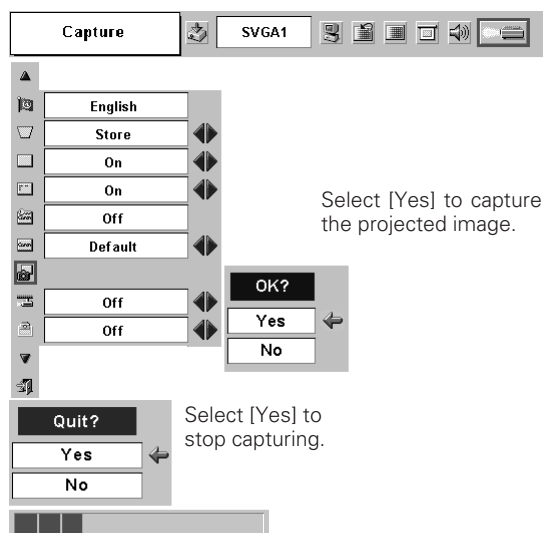 Capture
SVGA1
English
Store
On
On
Off
Default
Off
Off
Select [Yes] to capture
the projected image.
OK?
Yes
No
Quit?
Yes
No
Select [Yes] to
stop capturing.